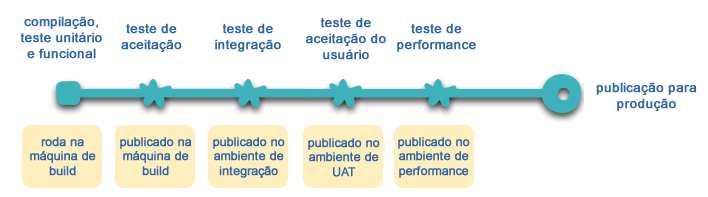 compilação,
teste unitário
e funcional
teste de
aceitação
teste de
integração
teste de
aceitação do
usuário
teste de
performance
publicação para
produção
roda na
máquina de
build
publicado na
máquina de
build
publicado no
ambiente de
integração
publicado no
ambiente de
UAT
publicado no
ambiente de
performance